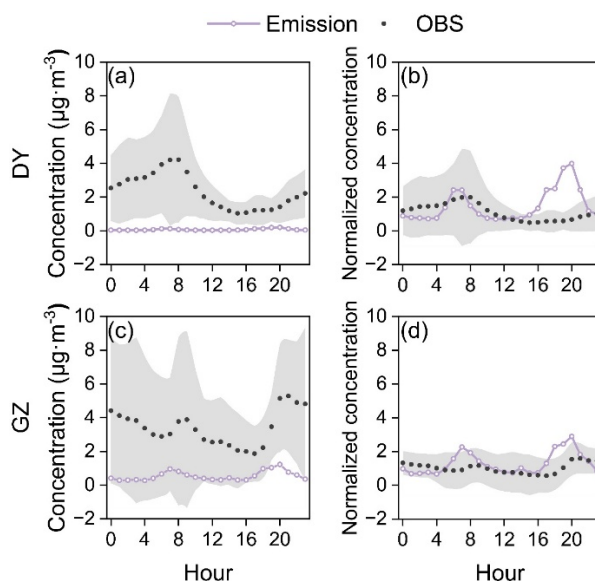 Emission OBS
(a) (b)
DY
Concentration (µg·m⁻³)
10
8
6
4
2
0
−2
0 4 8 12 16 20
Normalized concentration
10
8
6
4
2
0
−2
0 4 8 12 16 20
(c) (d)
GZ
Concentration (µg·m⁻³)
10
8
6
4
2
0
−2
0 4 8 12 16 20
Normalized concentration
10
8
6
4
2
0
−2
0 4 8 12 16 20
Hour Hour